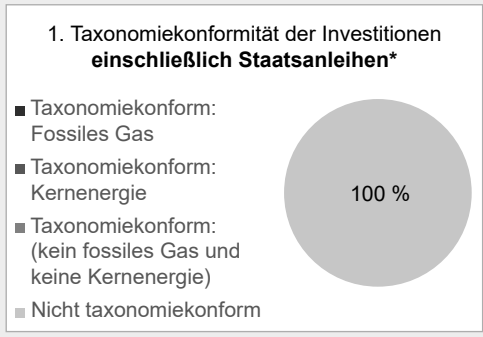 1. Taxonomiekonformität der Investitionen
einschließlich Staatsanleihen*
Taxonomiekonform:
Fossiles Gas
Taxonomiekonform:
Kernenergie
Taxonomiekonform:
(kein fossiles Gas und
keine Kernenergie)
Nicht taxonomiekonform
100 %